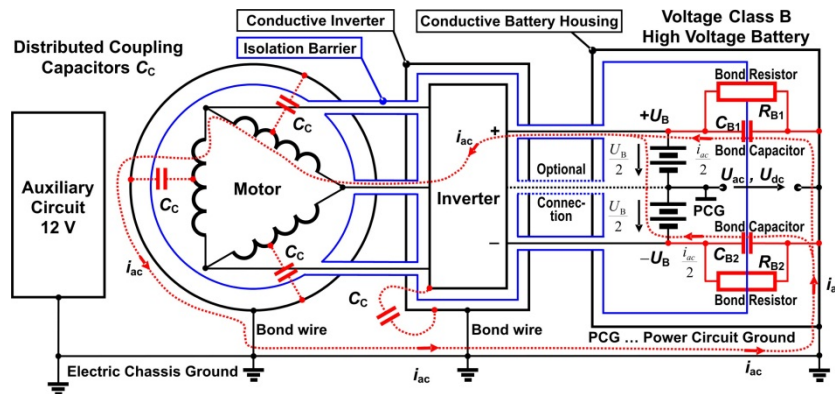 Conductive Inverter
Conductive Battery Housing
Voltage Class B
High Voltage Battery
Distributed Coupling
Capacitors CC
Isolation Barrier
Bond Resistor
RB1
CB1
Bond Capacitor
+UB
CC
iac
+
UB
2
iac
2
Optional
Uac, Udc
Auxiliary
Circuit
12 V
Motor
CC
Inverter
Connec-
tion
PCG
UB
2
Bond Capacitor
CC
−
−UB
iac
2
CB2
RB2
Bond Resistor
iac
CC
Bond wire
Bond wire
PCG ... Power Circuit Ground
Electric Chassis Ground
iac